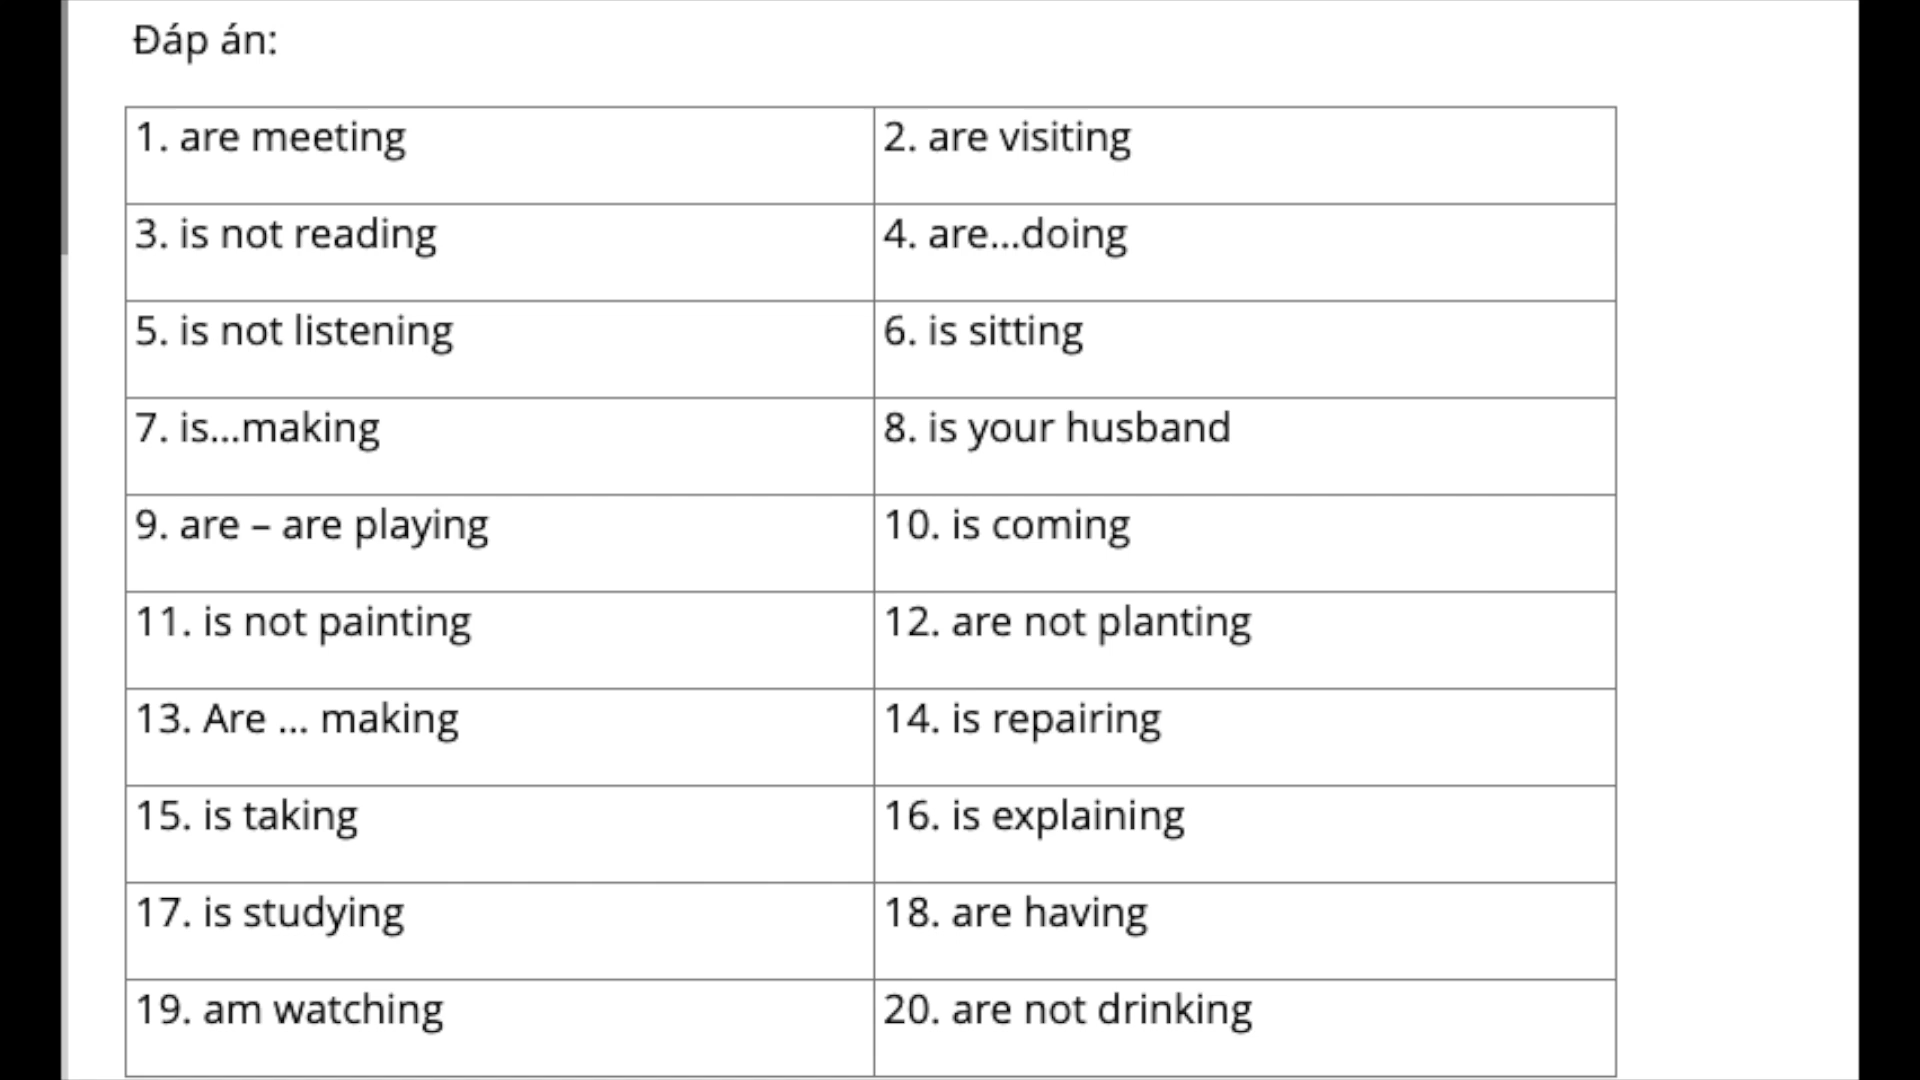 Đáp án:
1. are meeting
2. are visiting
3. is not reading
4. are...doing
5. is not listening
6. is sitting
7. is...making
8. is your husband
9. are – are playing
10. is coming
11. is not painting
12. are not planting
13. Are ... making
14. is repairing
15. is taking
16. is explaining
17. is studying
18. are having
19. am watching
20. are not drinking